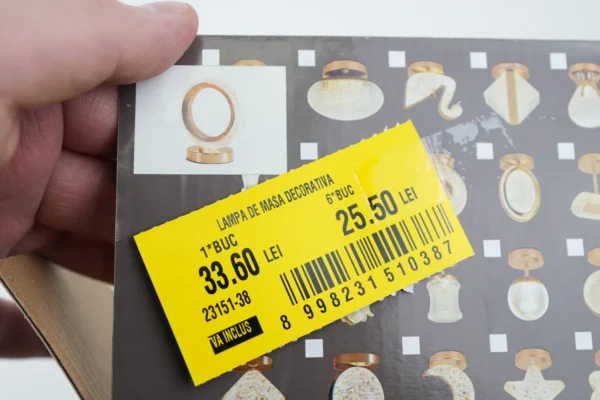 LAMPA DE MASA DECORATIVA
1*BUC
33.60 LEI
6*BUC
25.50 LEI
23151-38
TVA INCLUS
8 998231 510387